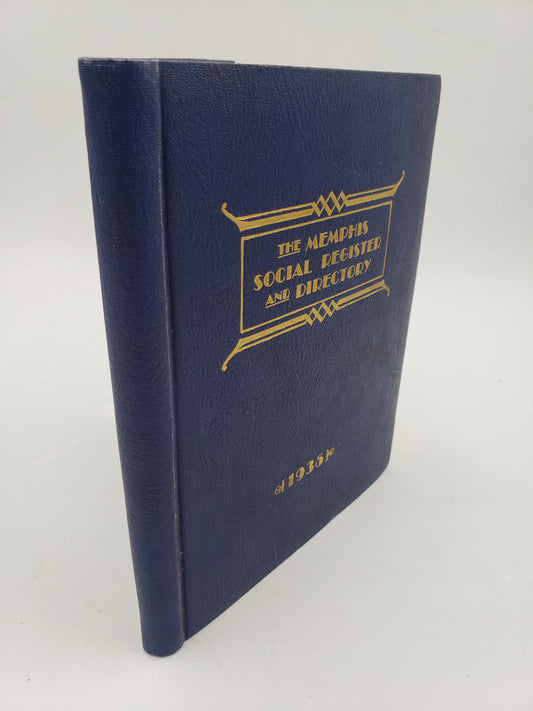 THE MEMPHIS
SOCIAL REGISTER
AND DIRECTORY
1935